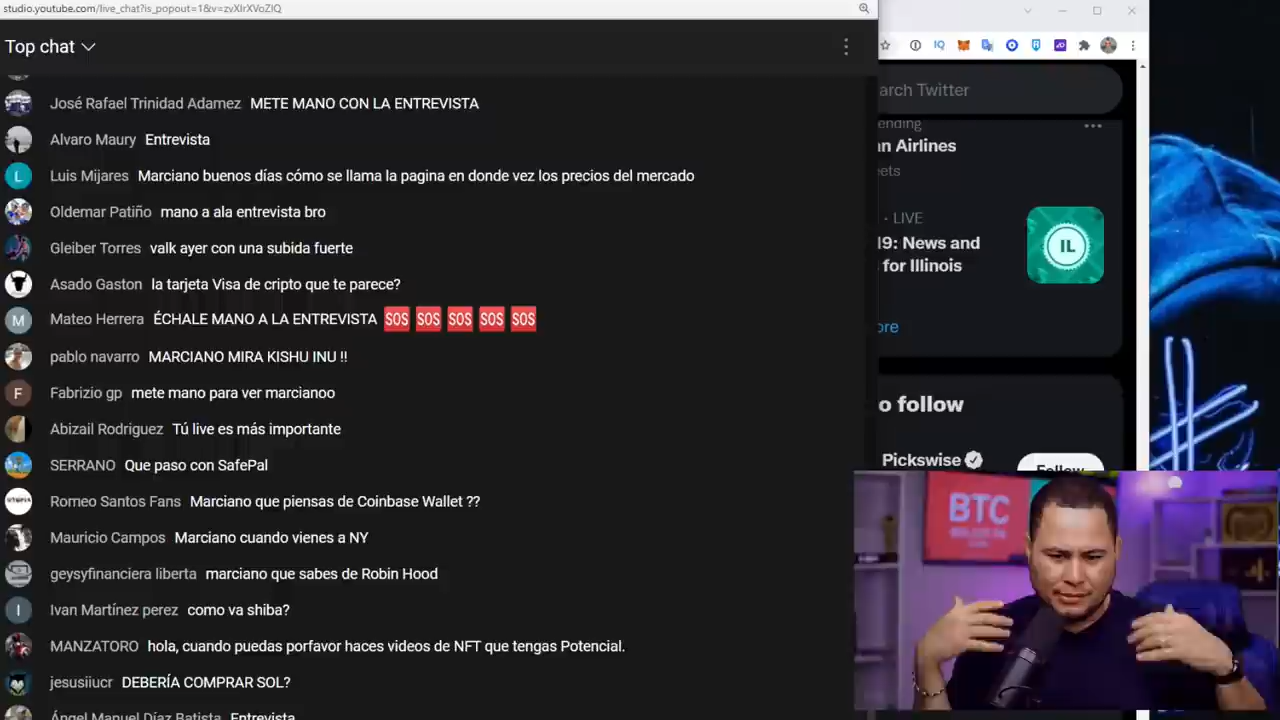 studio.youtube.com/live_chat?is_popout=1&v=zvXIrXVoZIQ
Top chat
José Rafael Trinidad Adamez METE MANO CON LA ENTREVISTA
Alvaro Maury Entrevista
Luis Mijares Marciano buenos días cómo se llama la pagina en donde vez los precios del mercado
Oldemar Patiño mano a ala entrevista bro
Gleiber Torres valk ayer con una subida fuerte
Asado Gaston la tarjeta Visa de cripto que te parece?
Mateo Herrera ÉCHALE MANO A LA ENTREVISTA SOS SOS SOS SOS SOS
pablo navarro MARCIANO MIRA KISHU INU !!
Fabrizio gp mete mano para ver marcianoo
Abizail Rodriguez Tú live es más importante
SERRANO Que paso con SafePal
Romeo Santos Fans Marciano que piensas de Coinbase Wallet ??
Mauricio Campos Marciano cuando vienes a NY
geysyfinanciera liberta marciano que sabes de Robin Hood
Ivan Martínez perez como va shiba?
MANZATORO hola, cuando puedas porfavor haces videos de NFT que tengas Potencial.
jesusiiucr DEBERÍA COMPRAR SOL?
Ángel Manuel Díaz Batista Entrevista
L
M
F
I
IQ
arch Twitter
ending
an Airlines
eets
· LIVE
19: News and
for Illinois
IL
ore
o follow
Pickswise
Follow
BTC